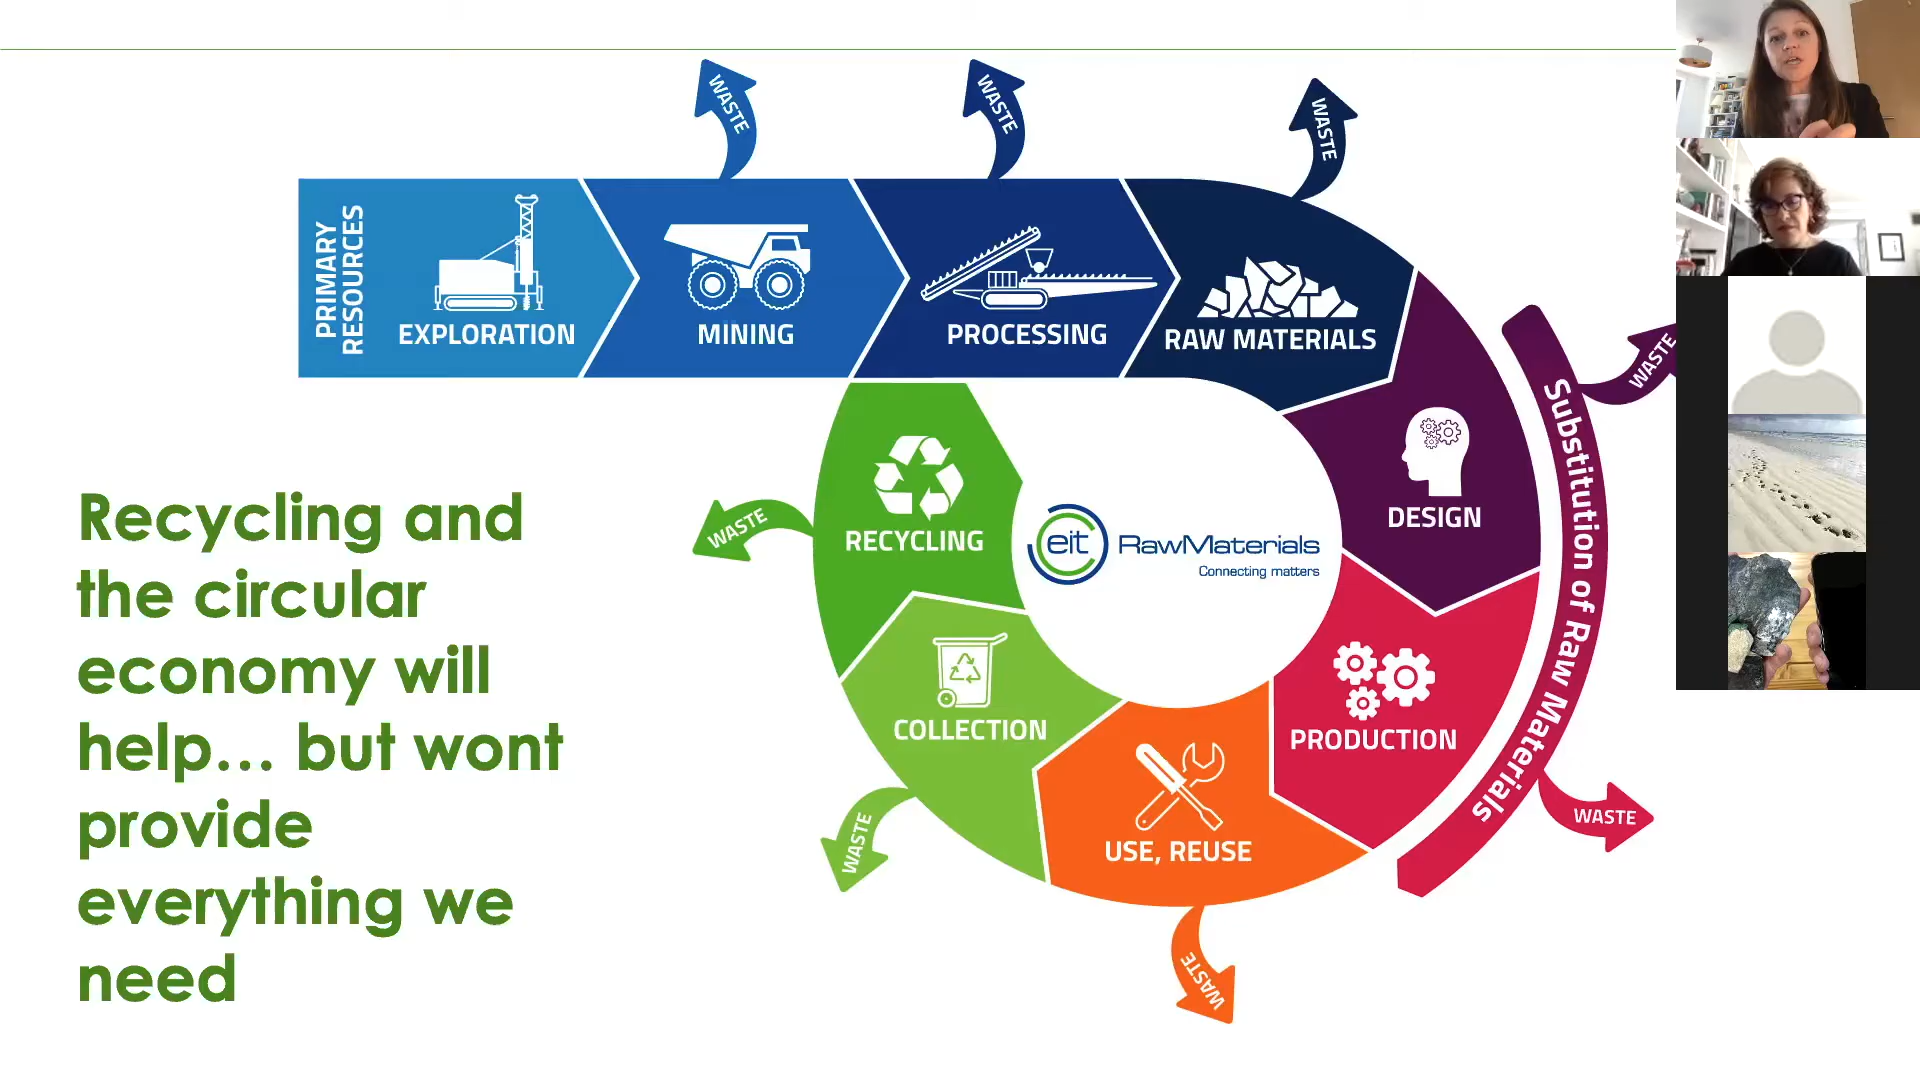 WASTE
WASTE
WASTE
PRIMARY
RESOURCES
EXPLORATION
MINING
PROCESSING
RAW MATERIALS
WASTE
Substitution of Raw Materials
DESIGN
RECYCLING
WASTE
eit RawMaterials
Connecting matters
Recycling and
the circular
economy will
help... but wont
provide
everything we
need
COLLECTION
PRODUCTION
WASTE
USE, REUSE
WASTE
WASTE